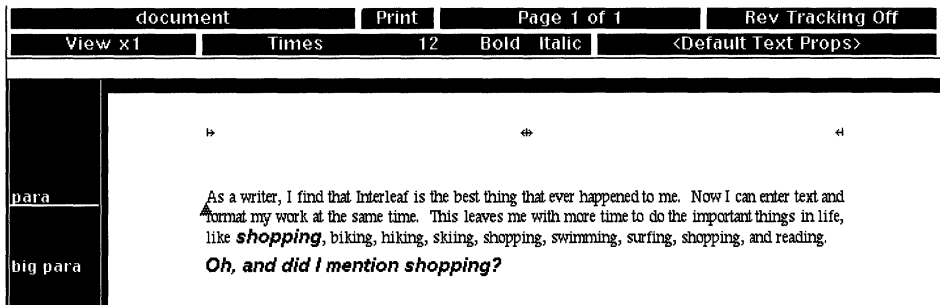 document Print Page 1 of 1 Rev Tracking Off
View x1 Times 12 Bold Italic <Default Text Props>
para
As a writer, I find that Interleaf is the best thing that ever happened to me. Now I can enter text and
format my work at the same time. This leaves me with more time to do the important things in life,
like shopping, biking, hiking, skiing, shopping, swimming, surfing, shopping, and reading.
big para
Oh, and did I mention shopping?